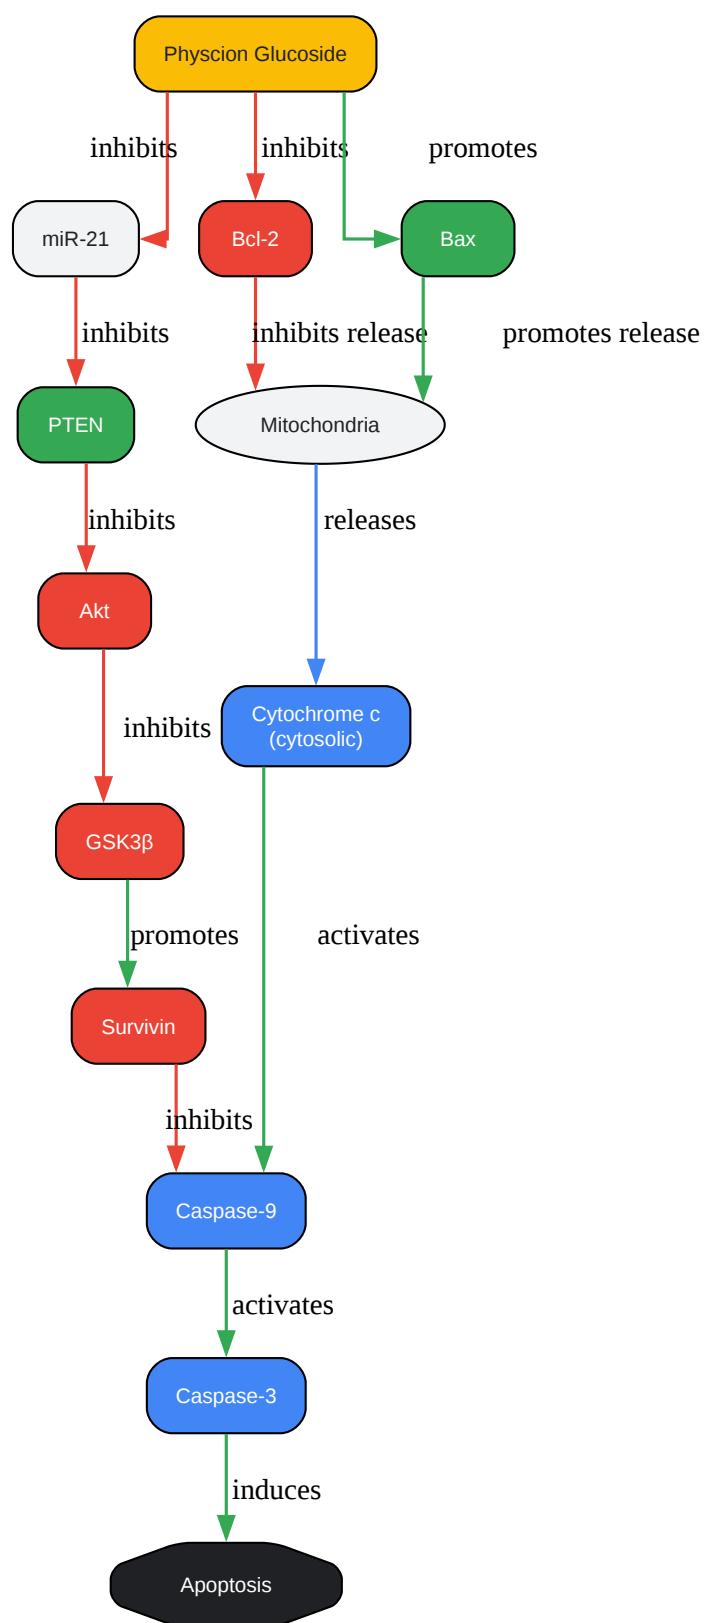 Physcion Glucoside
inhibits
inhibits
promotes
miR-21
Bcl-2
Bax
inhibits
inhibits release
promotes release
PTEN
Mitochondria
inhibits
releases
Akt
Cytochrome c
(cytosolic)
inhibits
GSK3β
promotes
activates
Survivin
inhibits
Caspase-9
activates
Caspase-3
induces
Apoptosis